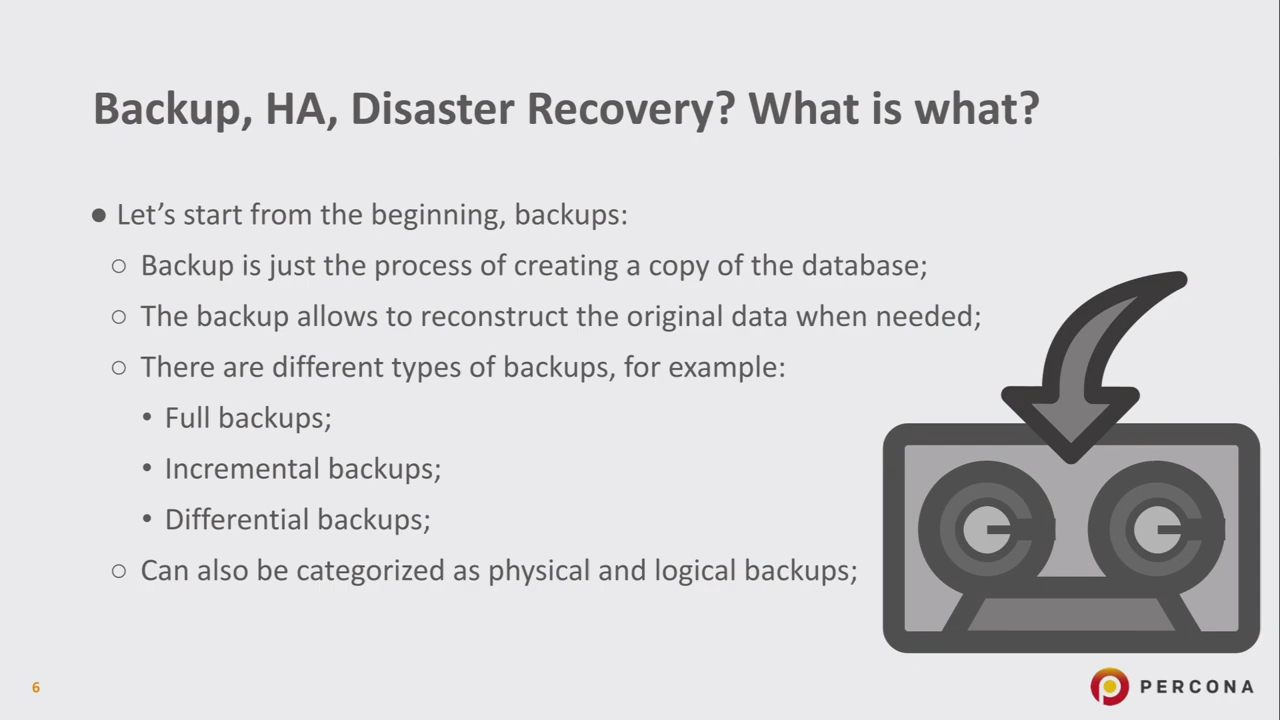 Backup, HA, Disaster Recovery? What is what?
● Let’s start from the beginning, backups:
○ Backup is just the process of creating a copy of the database;
○ The backup allows to reconstruct the original data when needed;
○ There are different types of backups, for example:
• Full backups;
• Incremental backups;
• Differential backups;
○ Can also be categorized as physical and logical backups;
6
PERCONA